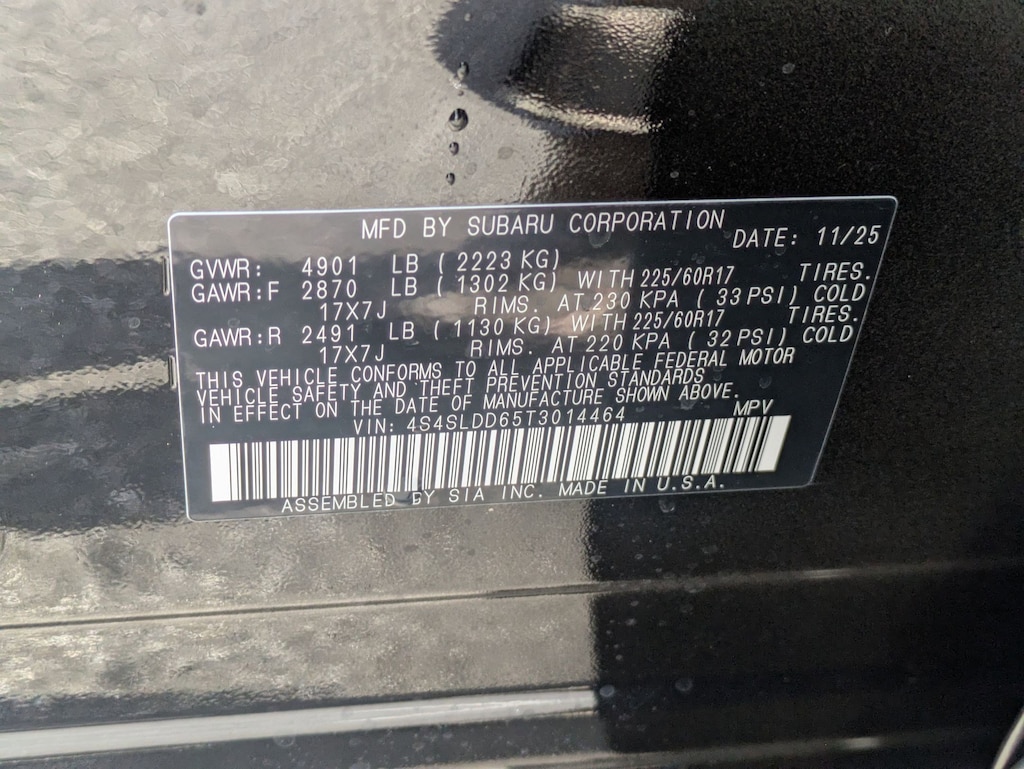 MFD BY SUBARU CORPORATION DATE: 11/25
GVWR: 4901 LB ( 2223 KG)
GAWR:F 2870 LB ( 1302 KG) WITH 225/60R17 TIRES.
17X7J RIMS. AT 230 KPA ( 33 PSI) COLD
GAWR:R 2491 LB ( 1130 KG) WITH 225/60R17 TIRES.
17X7J RIMS. AT 220 KPA ( 32 PSI) COLD
THIS VEHICLE CONFORMS TO ALL APPLICABLE FEDERAL MOTOR
VEHICLE SAFETY AND THEFT PREVENTION STANDARDS
IN EFFECT ON THE DATE OF MANUFACTURE SHOWN ABOVE.
VIN: 4S4SLDD65T3014464 MPV
ASSEMBLED BY SIA INC. MADE IN U.S.A.